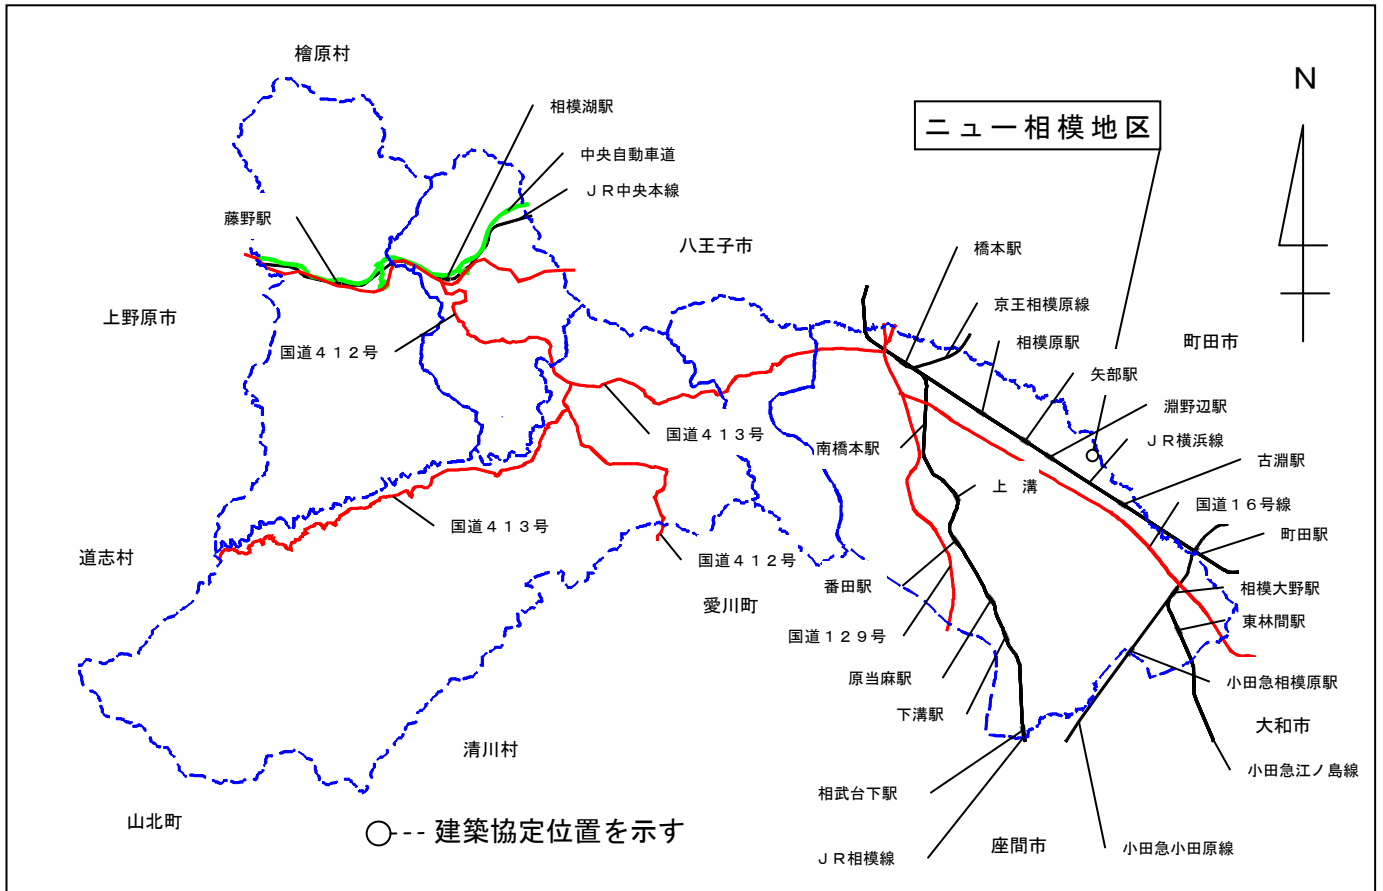 檜原村
N
相模湖駅
ニュー相模地区
中央自動車道
ＪＲ中央本線
藤野駅
八王子市
橋本駅
京王相模原線
上野原市
相模原駅
町田市
国道４１２号
矢部駅
淵野辺駅
国道４１３号
南橋本駅
ＪＲ横浜線
古淵駅
上　溝
国道１６号線
国道４１３号
町田駅
道志村
国道４１２号
番田駅
相模大野駅
愛川町
東林間駅
国道１２９号
原当麻駅
小田急相模原駅
下溝駅
大和市
清川村
小田急江ノ島線
相武台下駅
山北町
○--- 建築協定位置を示す
座間市
小田急小田原線
ＪＲ相模線